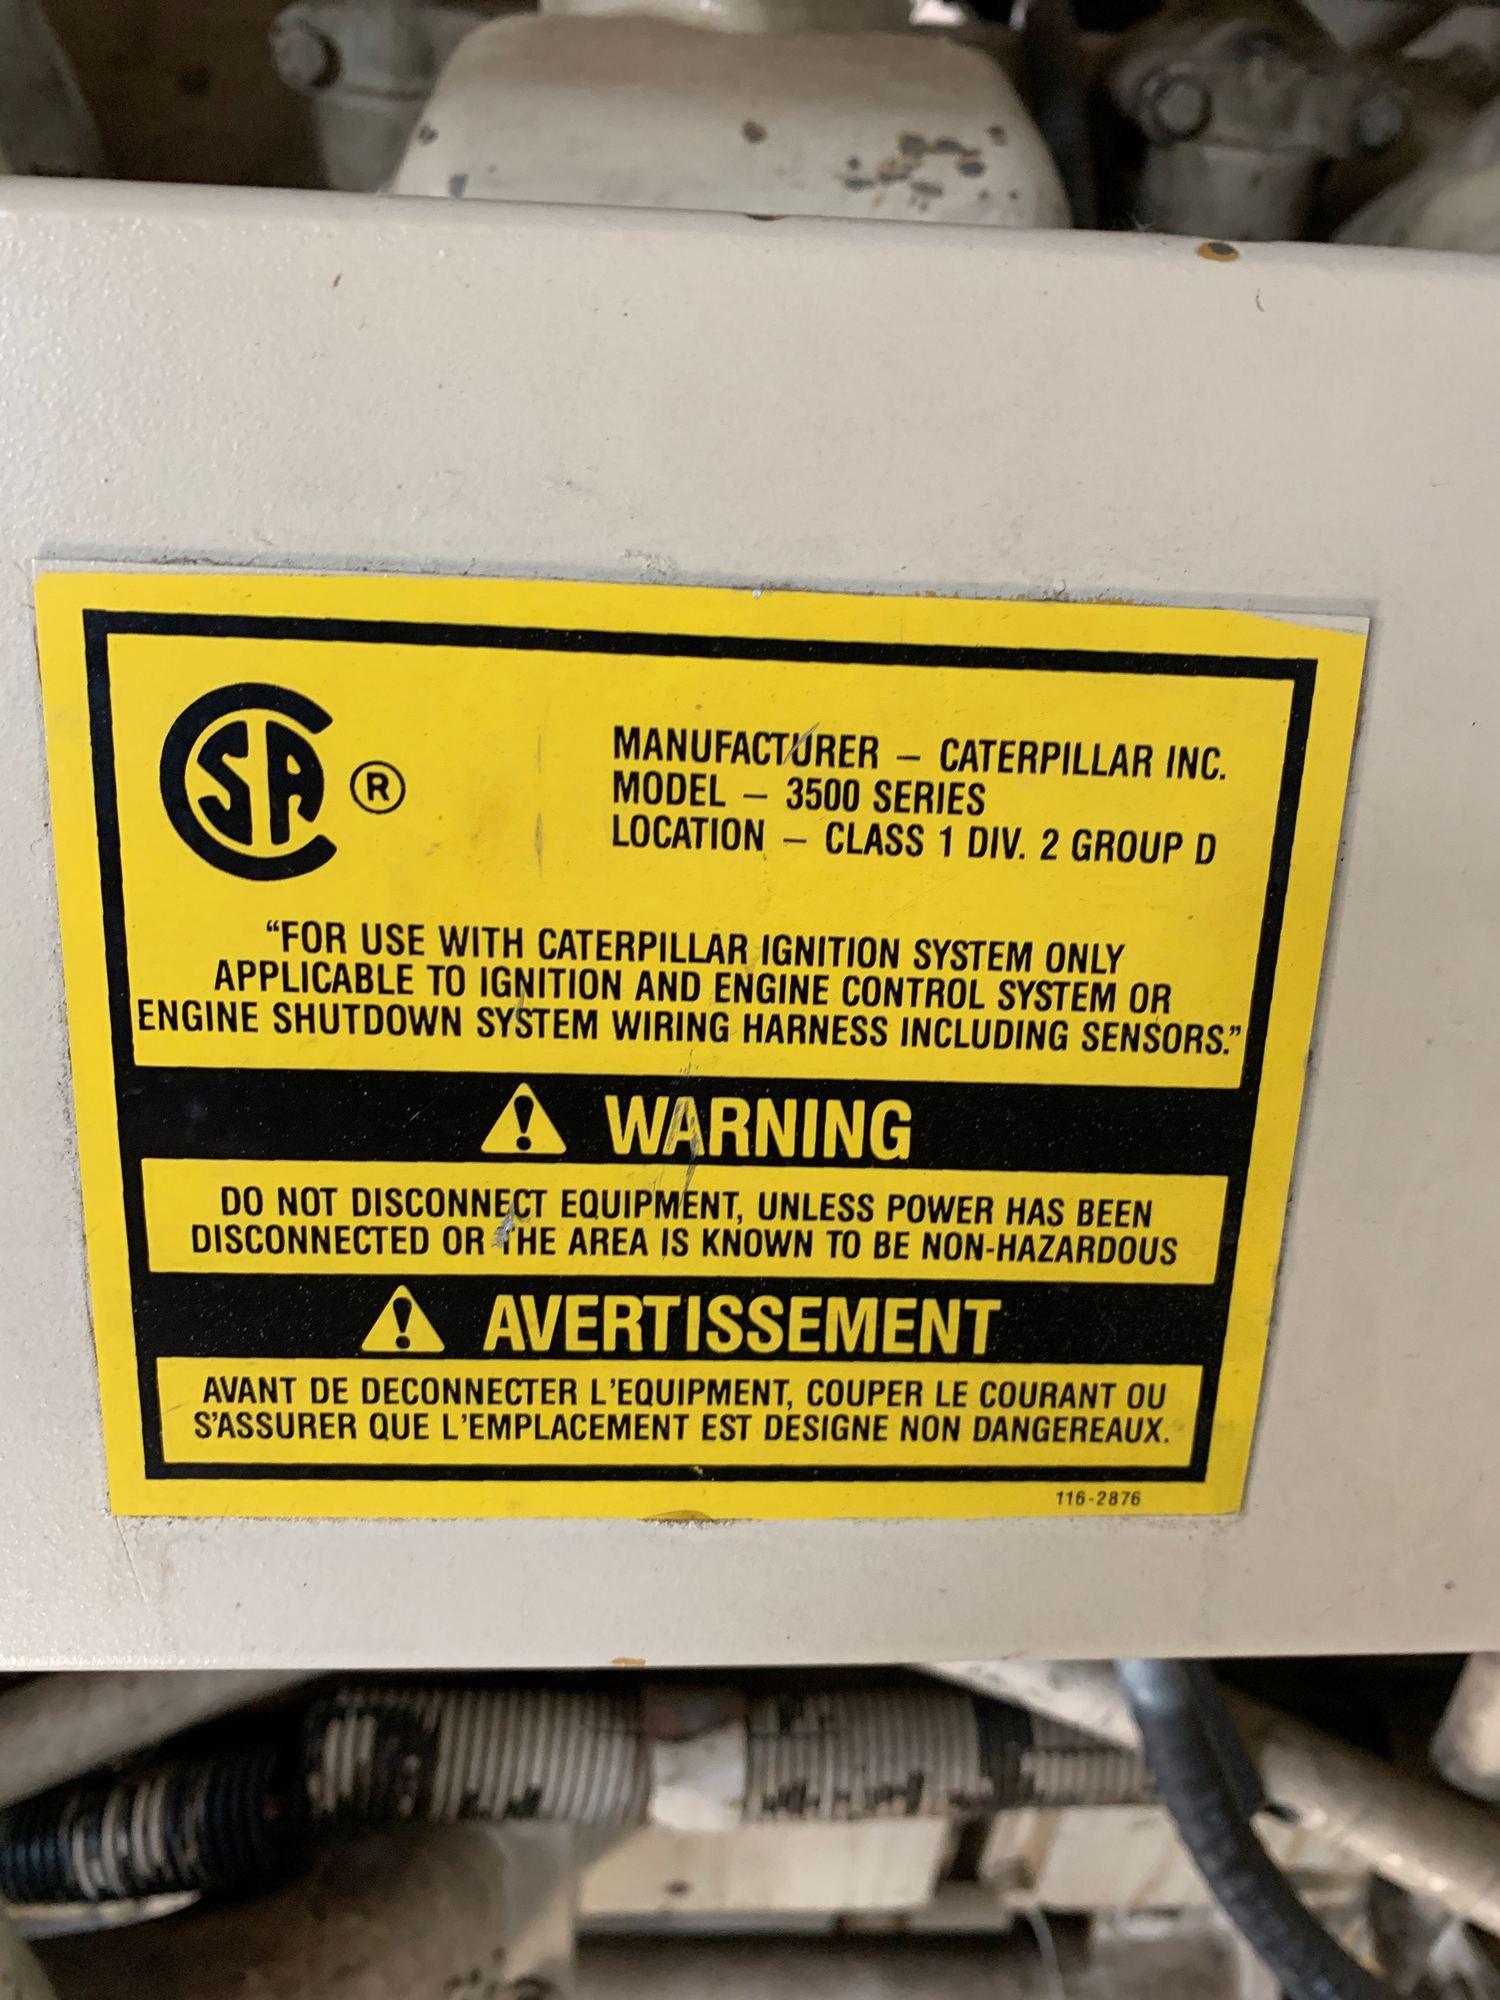 CSA ®
MANUFACTURER – CATERPILLAR INC.
MODEL – 3500 SERIES
LOCATION – CLASS 1 DIV. 2 GROUP D
“FOR USE WITH CATERPILLAR IGNITION SYSTEM ONLY
APPLICABLE TO IGNITION AND ENGINE CONTROL SYSTEM OR
ENGINE SHUTDOWN SYSTEM WIRING HARNESS INCLUDING SENSORS.”
WARNING
DO NOT DISCONNECT EQUIPMENT, UNLESS POWER HAS BEEN
DISCONNECTED OR THE AREA IS KNOWN TO BE NON-HAZARDOUS
AVERTISSEMENT
AVANT DE DECONNECTER L'EQUIPMENT, COUPER LE COURANT OU
S'ASSURER QUE L'EMPLACEMENT EST DESIGNE NON DANGEREAUX.
116-2876